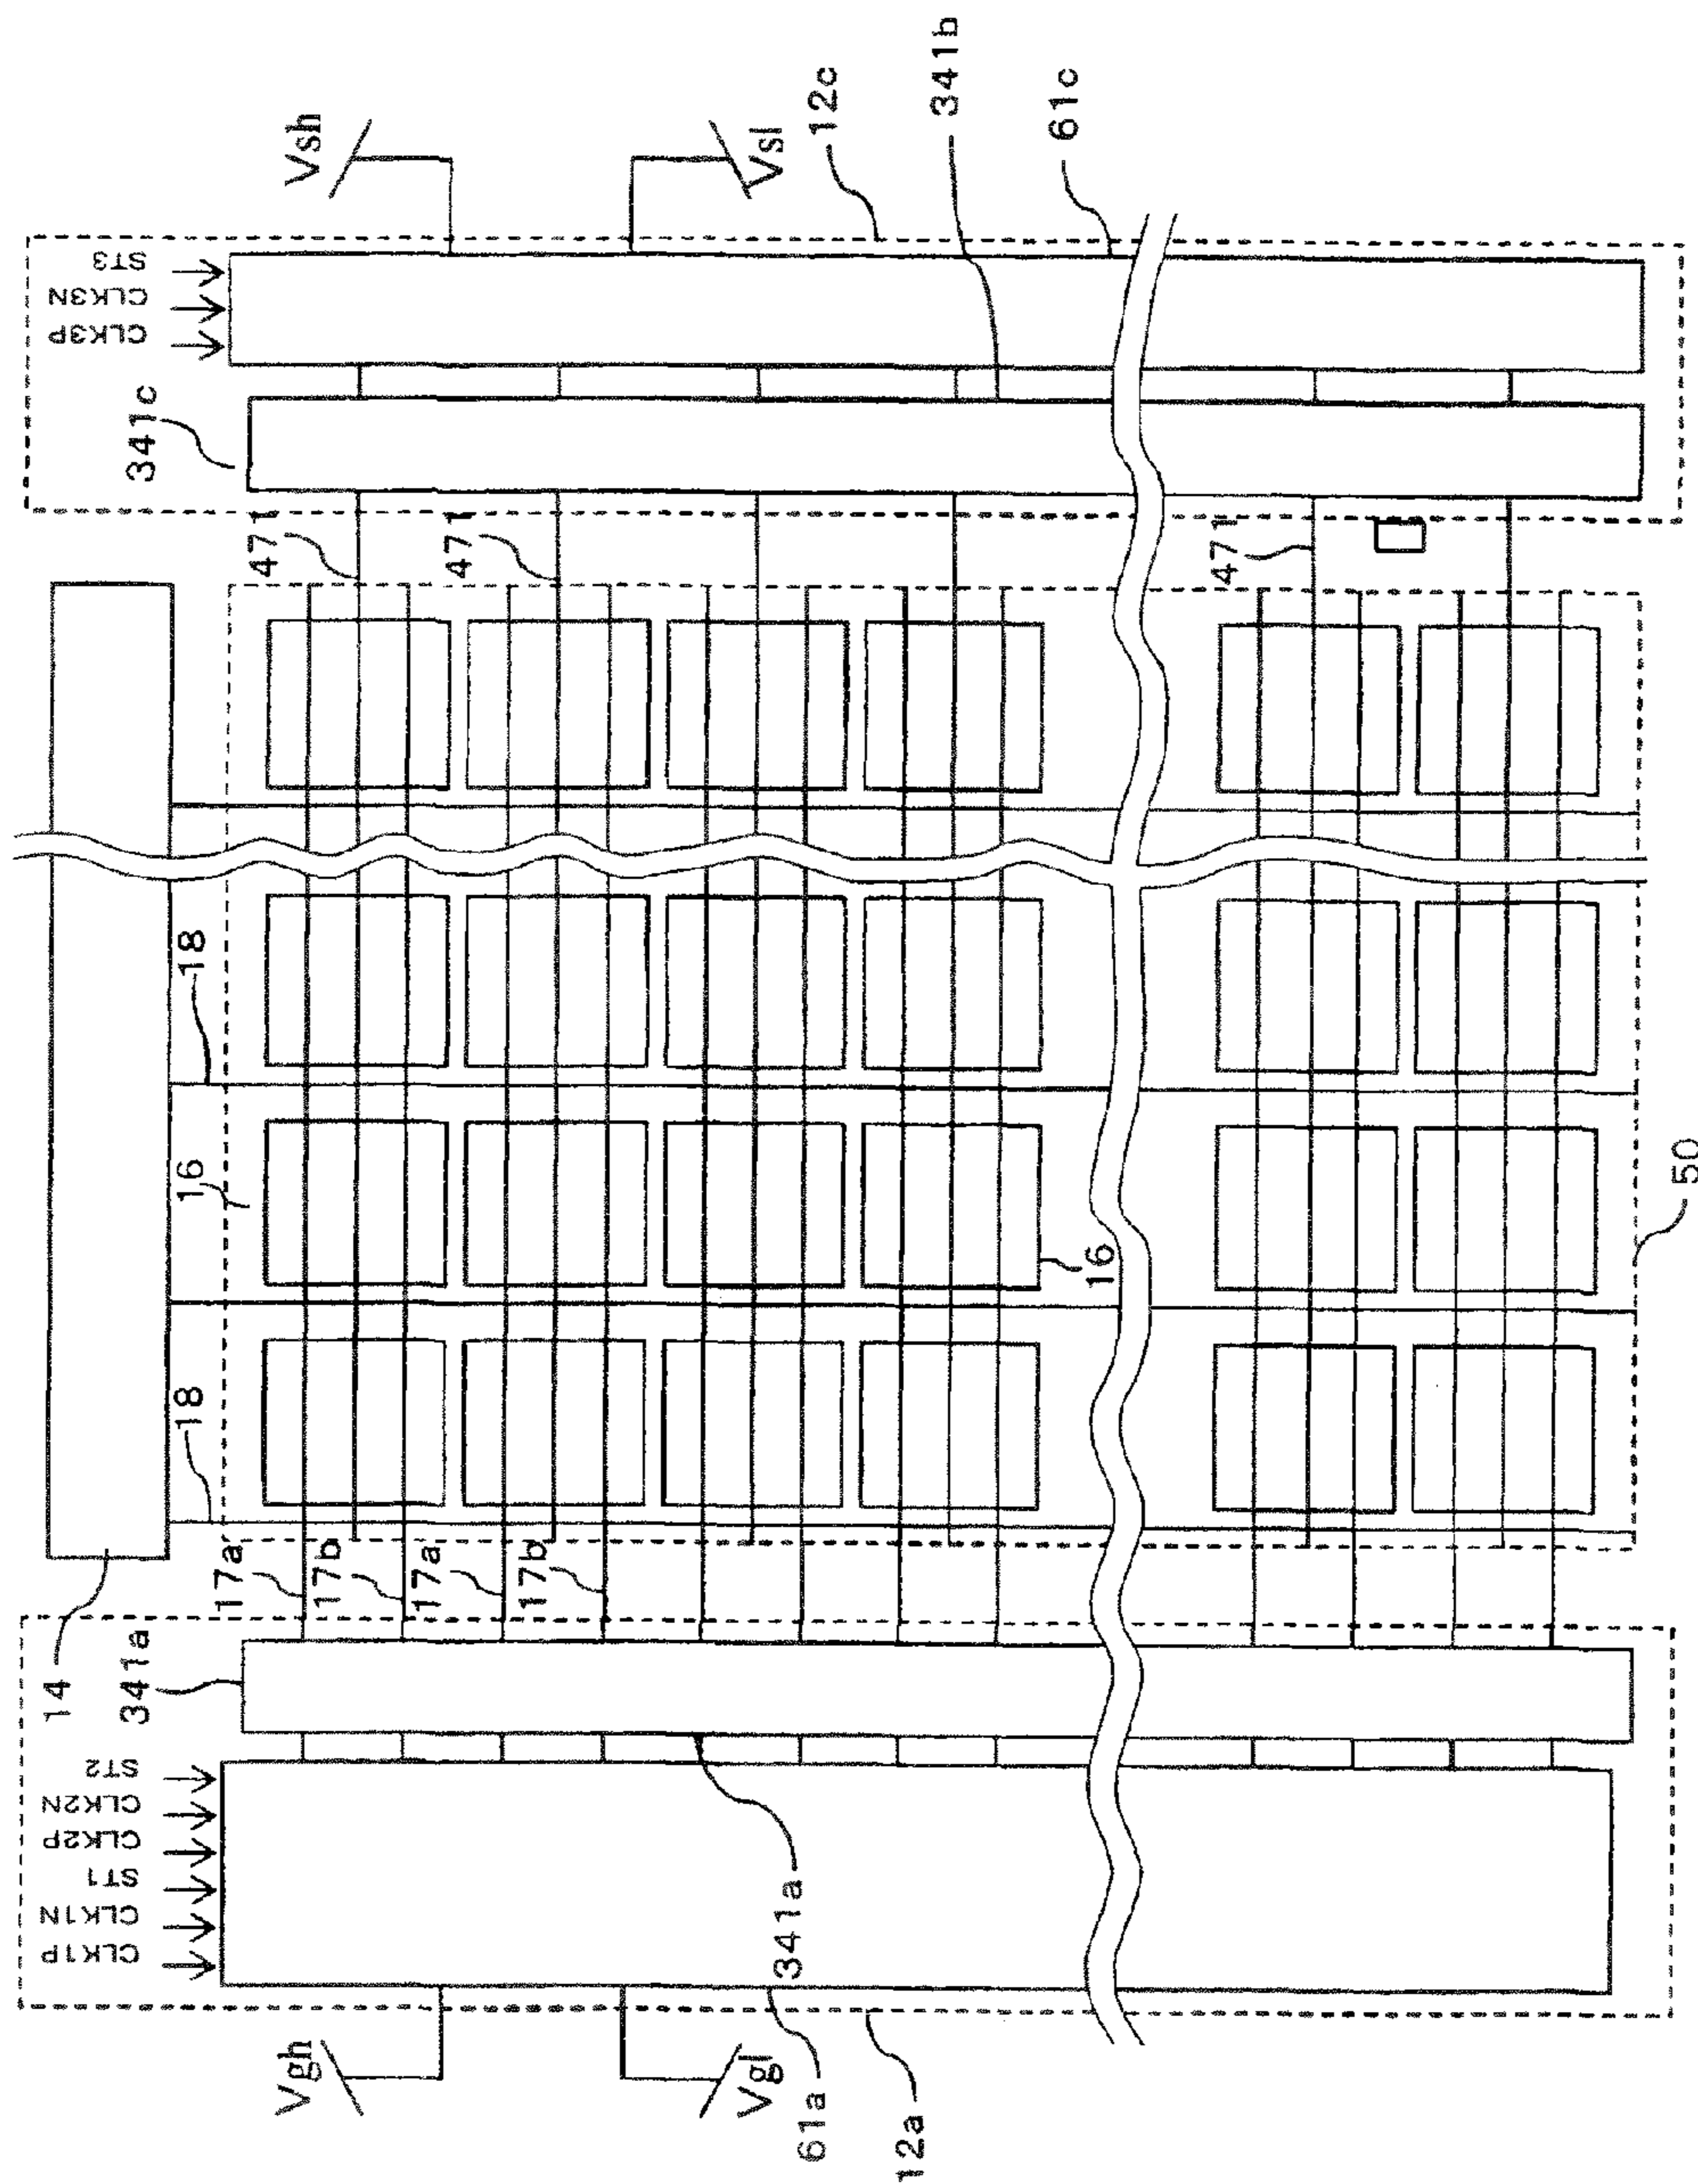 Vsh
Vsl
12c
341b
61c
ST3
CLK3N
CLK3P
341c
471
471
471
18
16
16
18
50
17a
17b
17a
17b
14
341a
ST2
CLK2N
CLK2P
ST1
CLK1N
CLK1P
341a
Vgh
Vgl
61a
12a